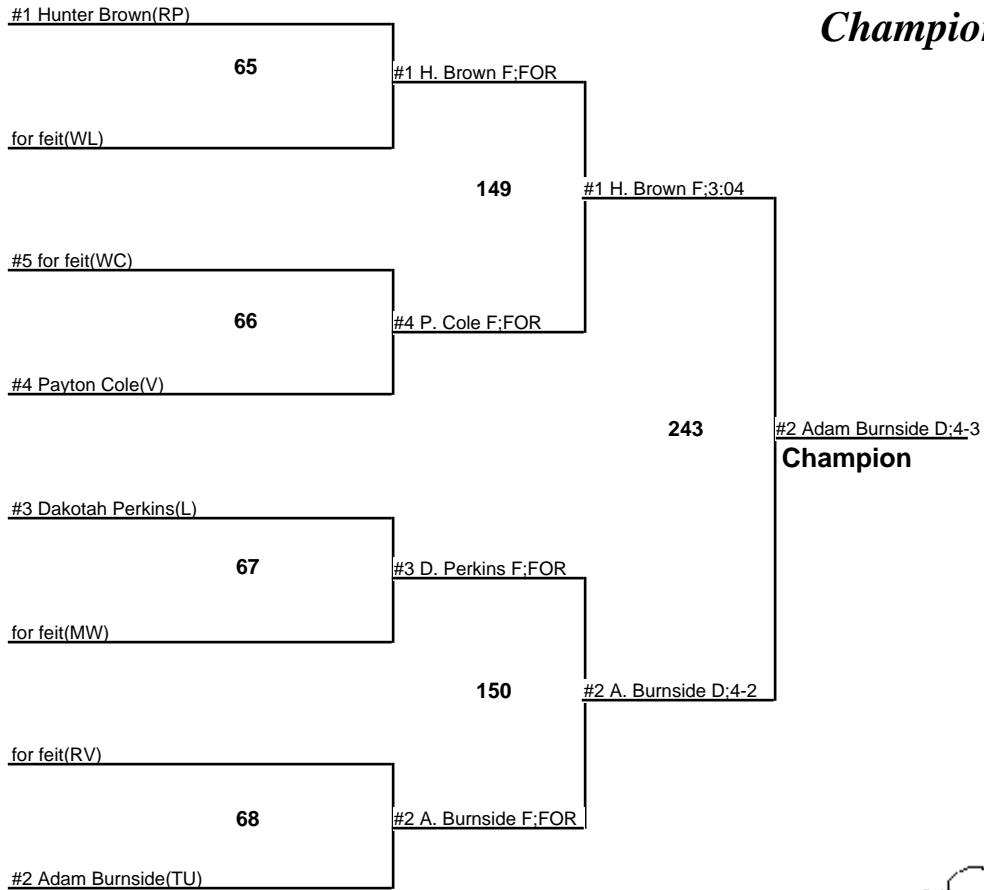 #1 Hunter Brown(RP)
Champion
65
#1 H. Brown F;FOR
for feit(WL)
149
#1 H. Brown F;3:04
#5 for feit(WC)
66
#4 P. Cole F;FOR
#4 Payton Cole(V)
243
#2 Adam Burnside D;4-3
Champion
#3 Dakotah Perkins(L)
67
#3 D. Perkins F;FOR
for feit(MW)
150
#2 A. Burnside D;4-2
for feit(RV)
68
#2 A. Burnside F;FOR
#2 Adam Burnside(TU)